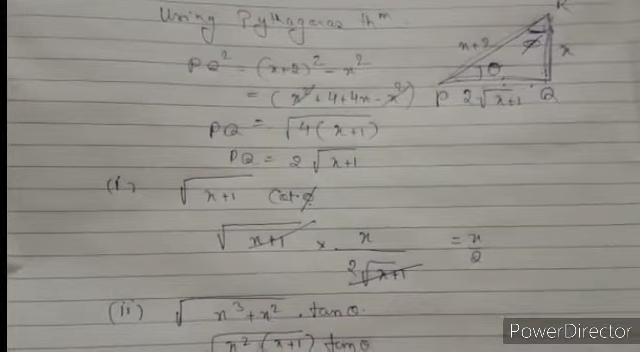 Using Pythagoras thm.
PQ² = (x+2)² - x²
= (x² + 4 + 4x - x²)
PQ = √4(x+1)
PQ = 2√x+1
R
x+2
φ
x
θ
P 2√x+1 Q
(i) √x+1 cot φ
√x+1 × x/2√x+1 = x/2
(ii) √x³+x² . tan θ.
√x²(x+1) tan θ
PowerDirector